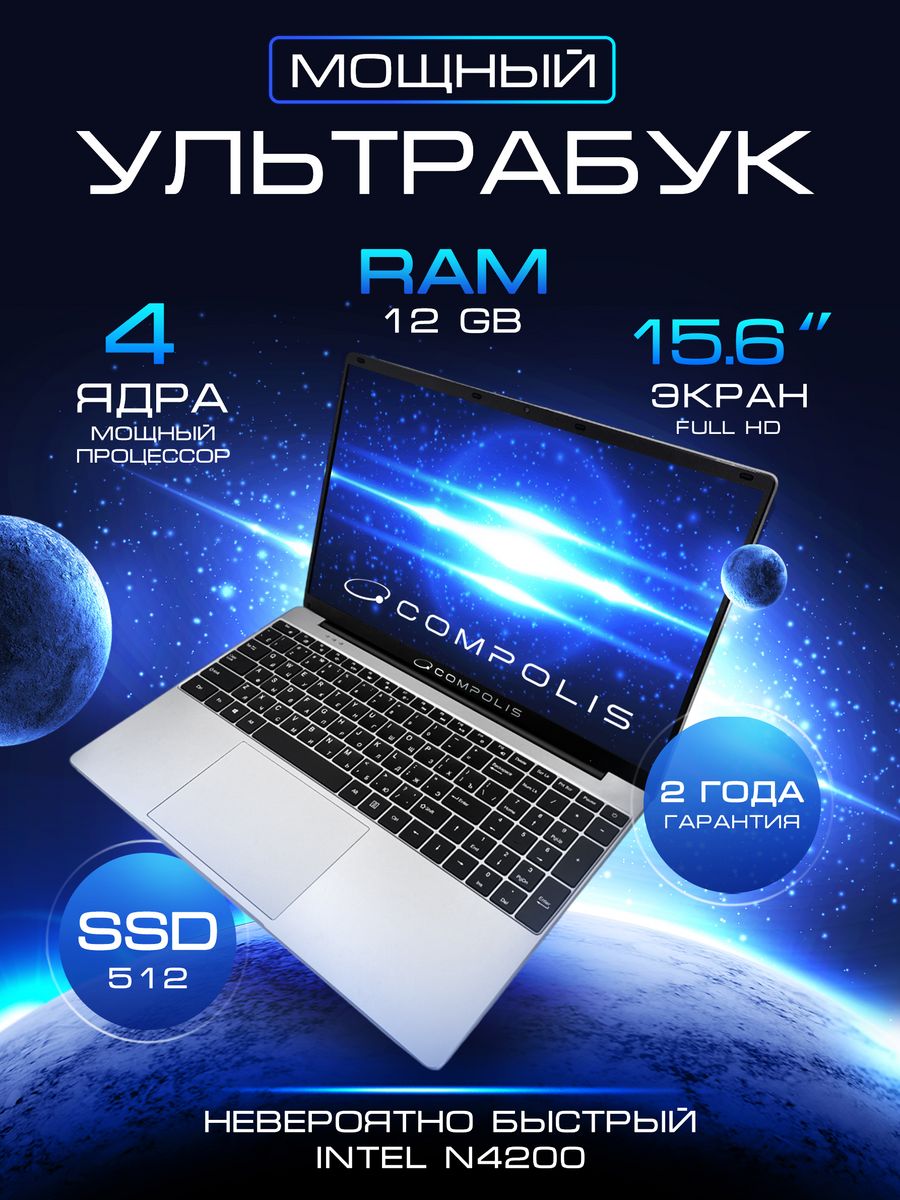 МОЩНЫЙ
УЛЬТРАБУК
RAM
12 GB
4
ЯДРА
МОЩНЫЙ
ПРОЦЕССОР
15.6″
ЭКРАН
FULL HD
COMPOLIS
COMPOLIS
2 ГОДА
ГАРАНТИЯ
SSD
512
НЕВЕРОЯТНО БЫСТРЫЙ
INTEL N4200